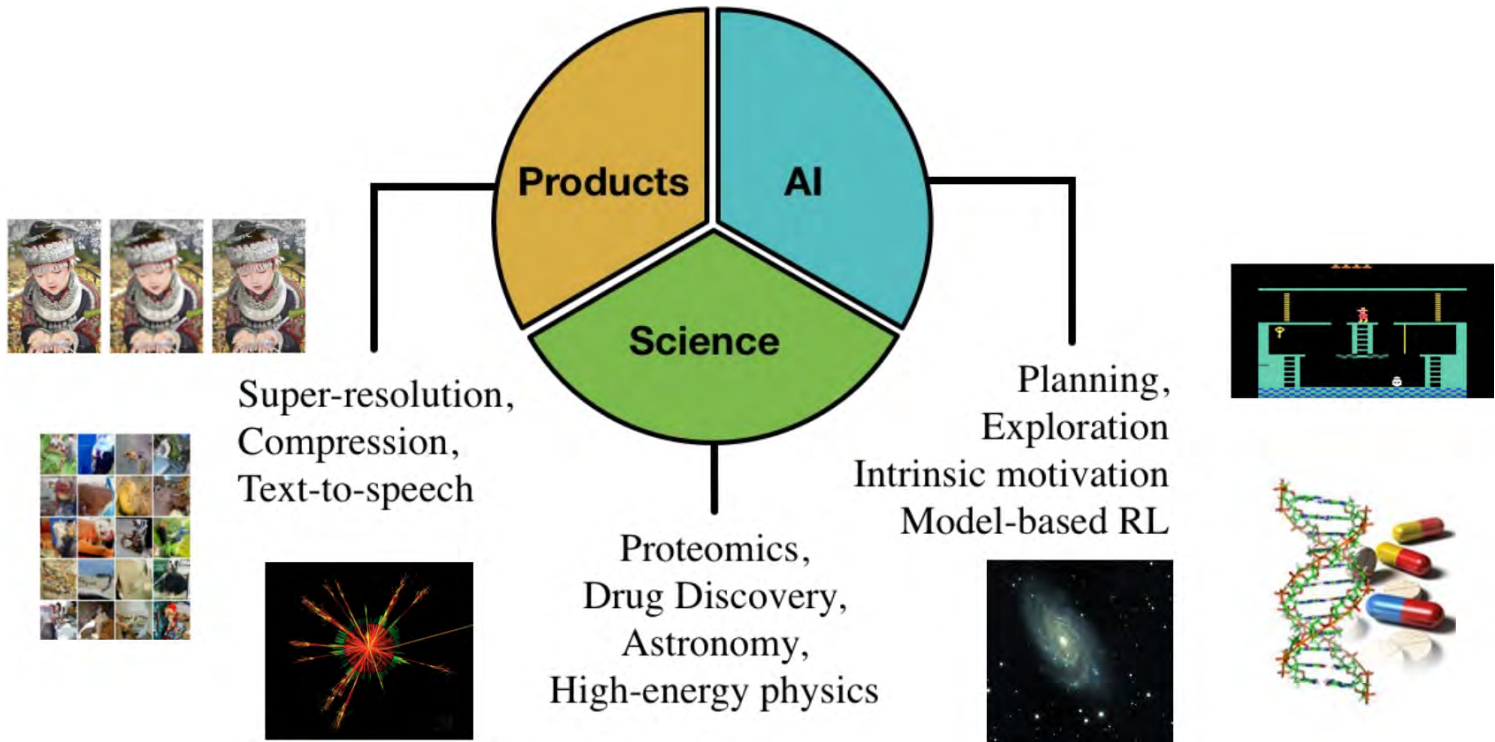 Products
AI
Science
Super-resolution,
Compression,
Text-to-speech
Planning,
Exploration
Intrinsic motivation
Model-based RL
Proteomics,
Drug Discovery,
Astronomy,
High-energy physics